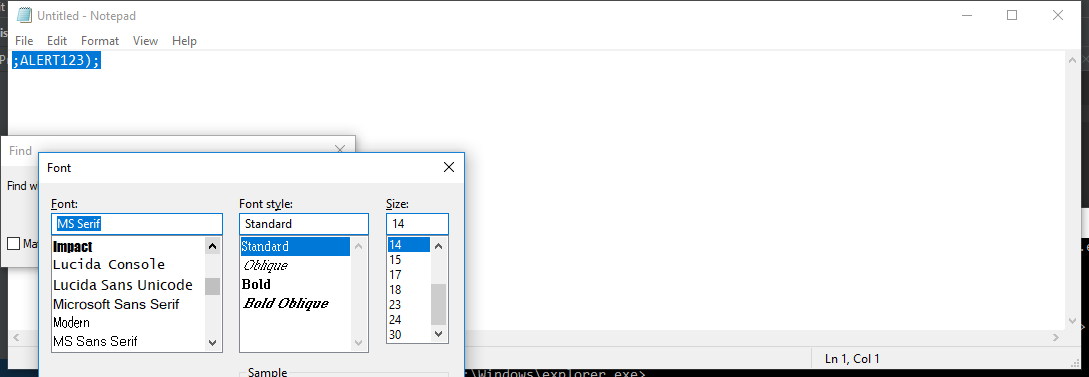 Untitled - Notepad
File Edit Format View Help
;ALERT123);
Find
Font
Font: Font style: Size:
MS Serif Standard 14
Impact Standard 14
Lucida Console Oblique 15
Lucida Sans Unicode Bold 17
Microsoft Sans Serif Bold Oblique 18
Modern 23
MS Sans Serif 24
30
Sample
Ln 1, Col 1
\Windows\explorer.exe>